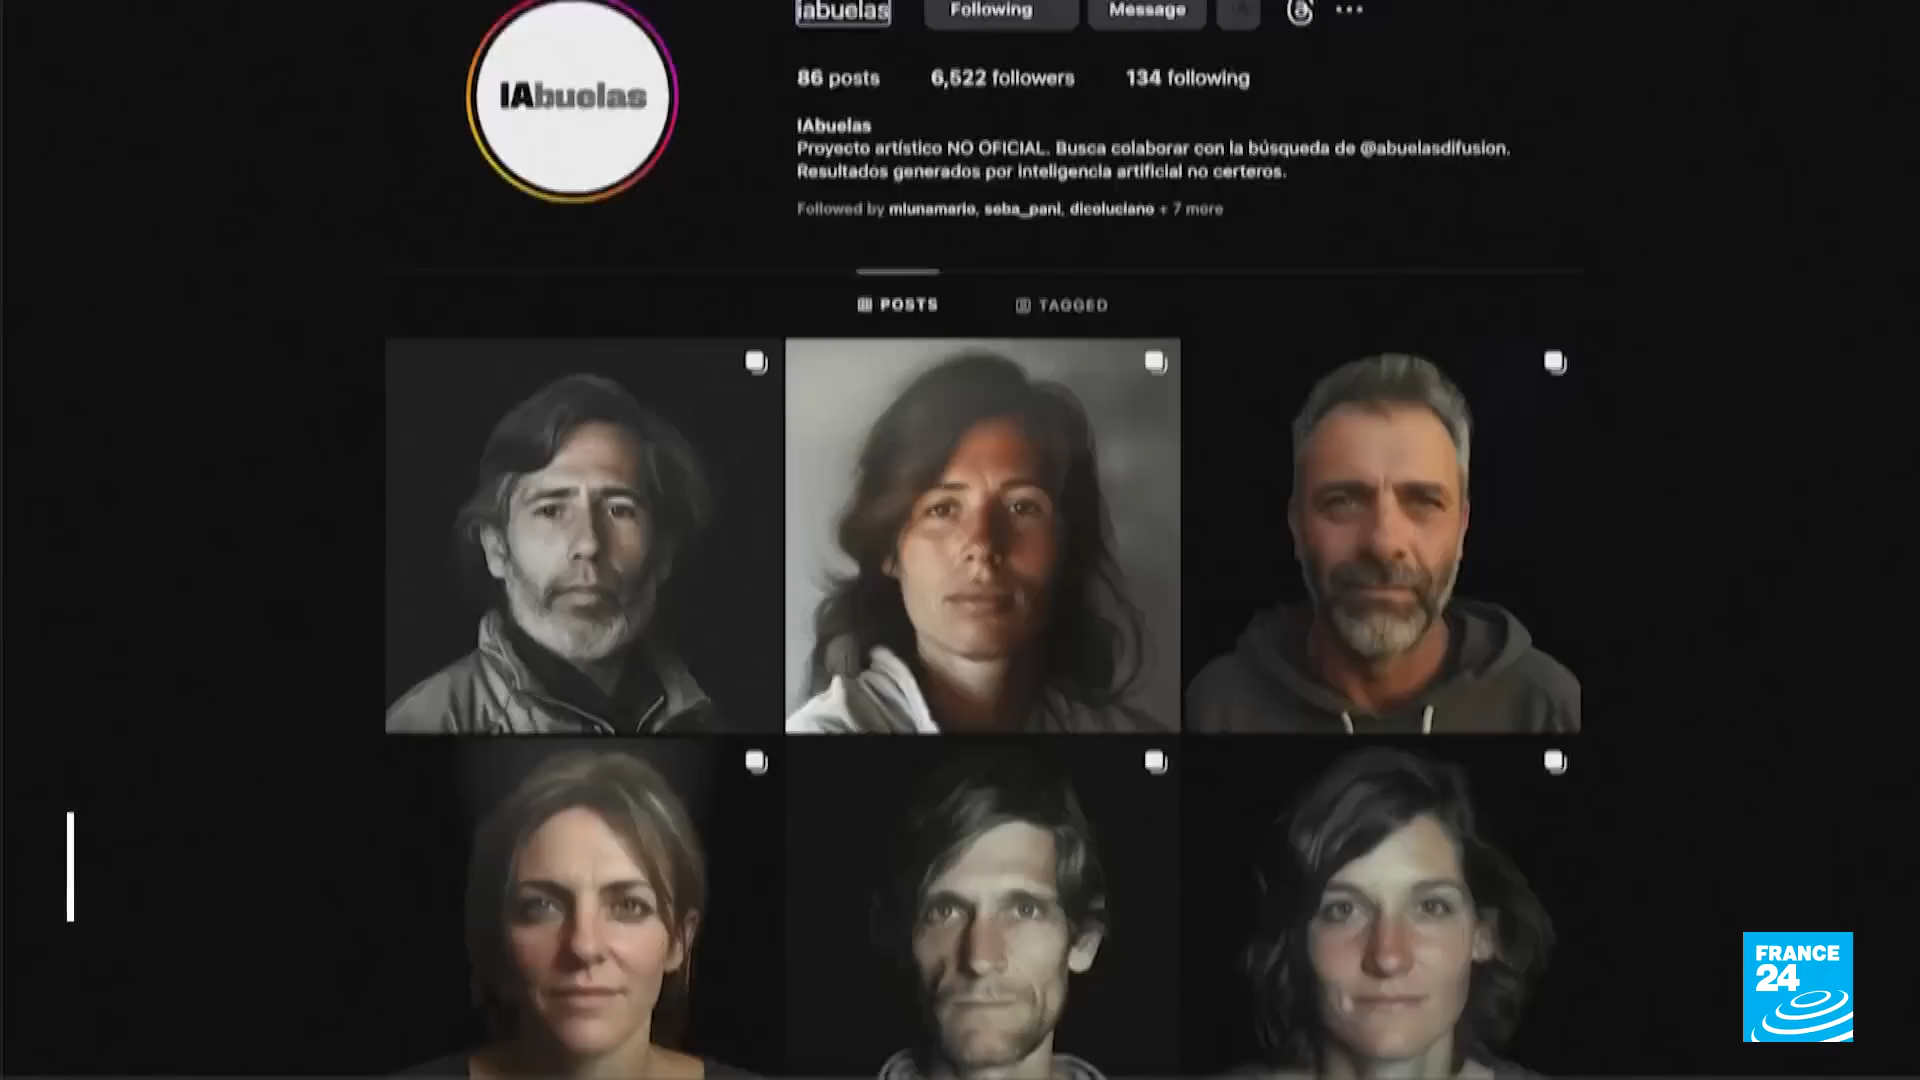 iabuelas Following Message
86 posts 6,522 followers 134 following
IAbuelas
IAbuelas
Proyecto artístico NO OFICIAL. Busca colaborar con la búsqueda de @abuelasdifusion.
Resultados generados por inteligencia artificial no certeros.
Followed by mlunamario, seba_pani, dicoluciano + 7 more
POSTS TAGGED
FRANCE
24